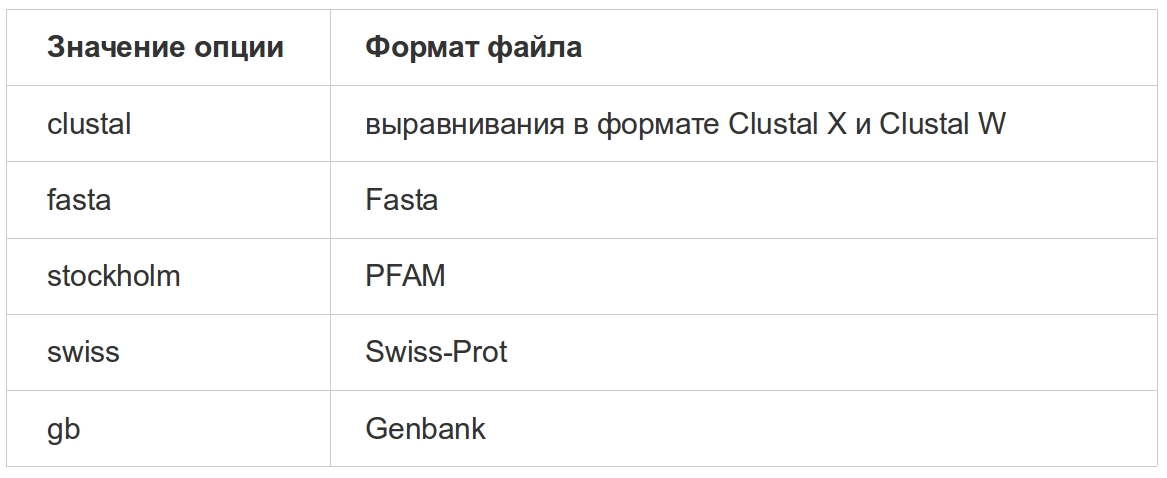 Значение опции Формат файла
clustal выравнивания в формате Clustal X и Clustal W
fasta Fasta
stockholm PFAM
swiss Swiss-Prot
gb Genbank